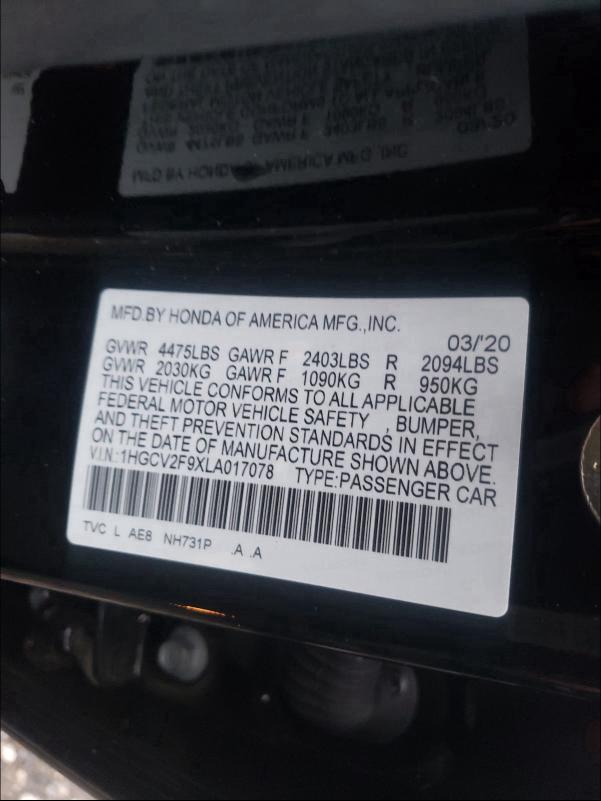 MFD.BY HONDA OF AMERICA MFG.,INC.
03/'20
GVWR 4475LBS GAWR F 2403LBS R 2094LBS
GVWR 2030KG GAWR F 1090KG R 950KG
THIS VEHICLE CONFORMS TO ALL APPLICABLE
FEDERAL MOTOR VEHICLE SAFETY , BUMPER,
AND THEFT PREVENTION STANDARDS IN EFFECT
ON THE DATE OF MANUFACTURE SHOWN ABOVE.
V.I.N.:1HGCV2F9XLA017078 TYPE:PASSENGER CAR
TVC L AE8 NH731P .A .A